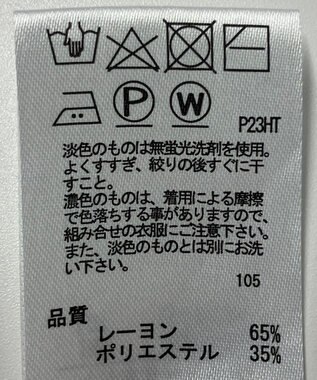 P W
P23HT
淡色のものは無蛍光洗剤を使用。
よくすすぎ、絞りの後すぐに干
すこと。
濃色のものは、着用による摩擦
で色落ちする事がありますので、
組み合せの衣服にご注意下さい。
また、淡色のものとは別にお洗
い下さい。
105
品質
レーヨン 65%
ポリエステル 35%